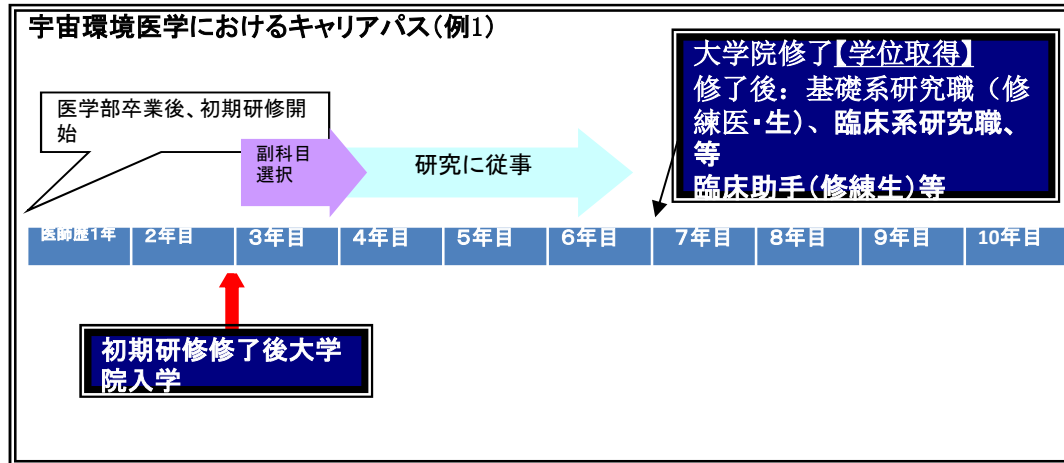 宇宙環境医学におけるキャリアパス(例1)
医学部卒業後、初期研修開
始
副科目
選択
研究に従事
大学院修了【学位取得】
修了後：基礎系研究職（修
練医・生）、臨床系研究職、
等
臨床助手(修練生)等
医師歴1年
2年目
3年目
4年目
5年目
6年目
7年目
8年目
9年目
10年目
初期研修修了後大学
院入学